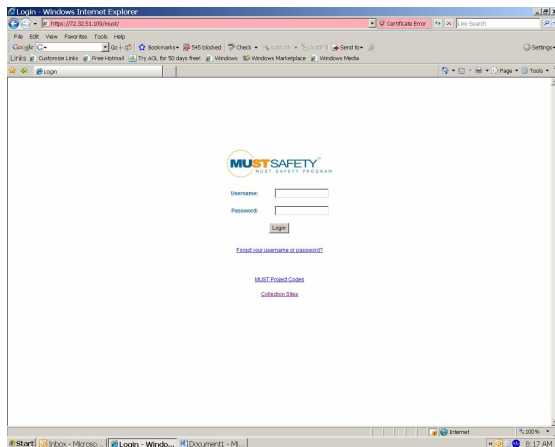 Login - Windows Internet Explorer
https://72.32.51.109/must/ Certificate Error Live Search
File Edit View Favorites Tools Help
Google Go Bookmarks 545 blocked Check AutoLink AutoFill Send to Settings
Links Customize Links Free Hotmail Try AOL for 50 days free! Windows Windows Marketplace Windows Media
Login Page Tools
MUSTSAFETY
MUST SAFETY PROGRAM
Username:
Password:
Login
Forgot your username or password?
MUST Project Codes
Collection Sites
Internet 100%
Start Inbox - Microso... Login - Windo... Document1 - Mi... 8:17 AM